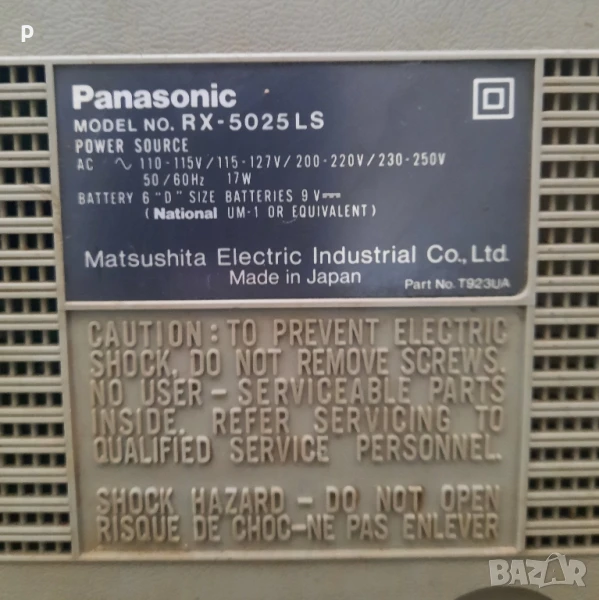 p
Panasonic
MODEL NO. RX-5025LS
POWER SOURCE
AC ∿ 110-115V/115-127V/200-220V/230-250V
50/60Hz 17W
BATTERY 6 "D" SIZE BATTERIES 9V⎓
(National UM-1 OR EQUIVALENT)
Matsushita Electric Industrial Co., Ltd.
Made in Japan
Part No. T923UA
CAUTION: TO PREVENT ELECTRIC
SHOCK, DO NOT REMOVE SCREWS.
NO USER-SERVICEABLE PARTS
INSIDE. REFER SERVICING TO
QUALIFIED SERVICE PERSONNEL.
SHOCK HAZARD-DO NOT OPEN
RISQUE DE CHOC-NE PAS ENLEVER
BAZAR